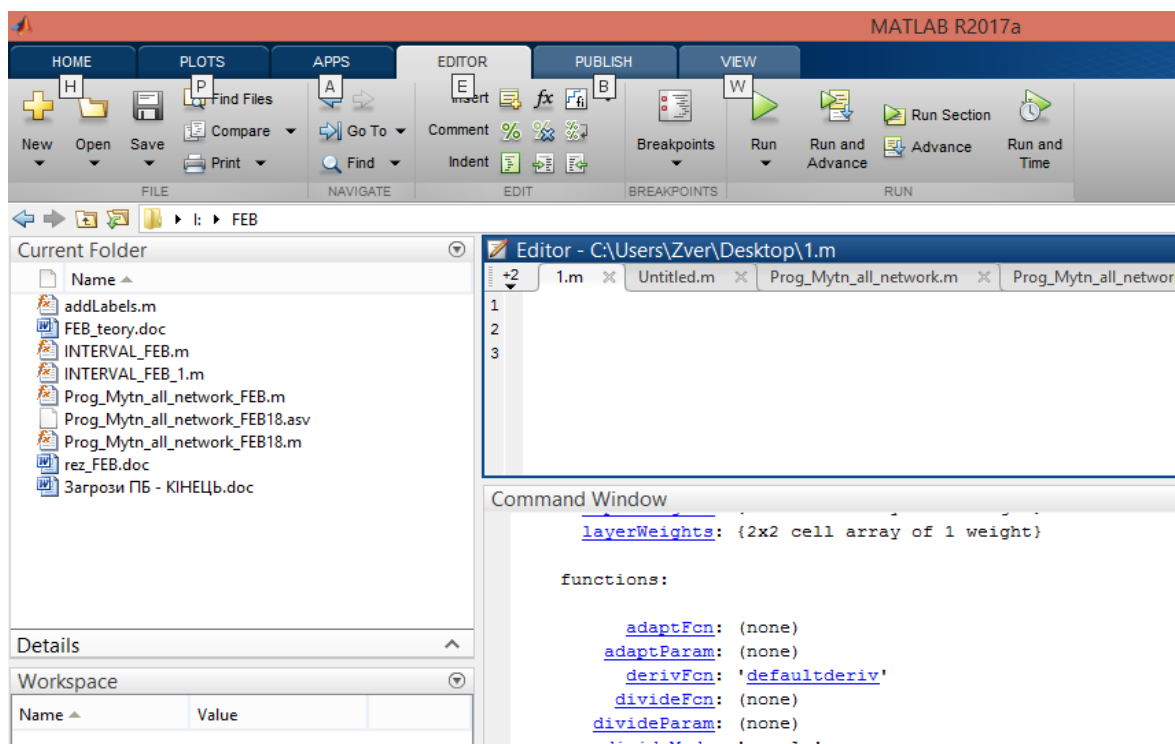 MATLAB R2017a
HOME PLOTS APPS EDITOR PUBLISH VIEW
H P A E B W
Find Files Insert fx
Compare Go To Comment Breakpoints Run Run and Advance Run Section Advance Run and Time
New Open Save Print Find Indent
FILE NAVIGATE EDIT BREAKPOINTS RUN
I: FEB
Current Folder
Name
addLabels.m
FEB_teory.doc
INTERVAL_FEB.m
INTERVAL_FEB_1.m
Prog_Mytn_all_network_FEB.m
Prog_Mytn_all_network_FEB18.asv
Prog_Mytn_all_network_FEB18.m
rez_FEB.doc
Загрози ПБ - КІНЕЦЬ.doc
Details
Workspace
Name Value
Editor - C:\Users\Zver\Desktop\1.m
+2 1.m Untitled.m Prog_Mytn_all_network.m Prog_Mytn_all_networ
1
2
3
Command Window
layerWeights: {2x2 cell array of 1 weight}
functions:
adaptFcn: (none)
adaptParam: (none)
derivFcn: 'defaultderiv'
divideFcn: (none)
divideParam: (none)